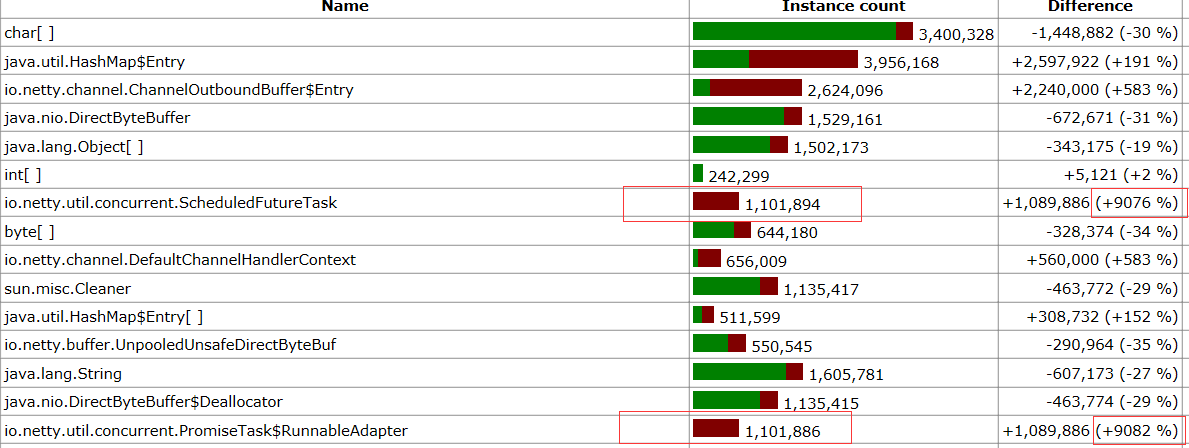 Name Instance count Difference
char[ ] 3,400,328 -1,448,882 (-30 %)
java.util.HashMap$Entry 3,956,168 +2,597,922 (+191 %)
io.netty.channel.ChannelOutboundBuffer$Entry 2,624,096 +2,240,000 (+583 %)
java.nio.DirectByteBuffer 1,529,161 -672,671 (-31 %)
java.lang.Object[ ] 1,502,173 -343,175 (-19 %)
int[ ] 242,299 +5,121 (+2 %)
io.netty.util.concurrent.ScheduledFutureTask 1,101,894 +1,089,886 (+9076 %)
byte[ ] 644,180 -328,374 (-34 %)
io.netty.channel.DefaultChannelHandlerContext 656,009 +560,000 (+583 %)
sun.misc.Cleaner 1,135,417 -463,772 (-29 %)
java.util.HashMap$Entry[ ] 511,599 +308,732 (+152 %)
io.netty.buffer.UnpooledUnsafeDirectByteBuf 550,545 -290,964 (-35 %)
java.lang.String 1,605,781 -607,173 (-27 %)
java.nio.DirectByteBuffer$Deallocator 1,135,415 -463,774 (-29 %)
io.netty.util.concurrent.PromiseTask$RunnableAdapter 1,101,886 +1,089,886 (+9082 %)